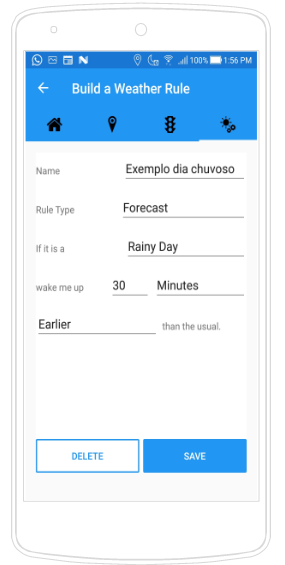 100% 1:56 PM
Build a Weather Rule
Name Exemplo dia chuvoso
Rule Type Forecast
If it is a Rainy Day
wake me up 30 Minutes
Earlier than the usual.
DELETE SAVE